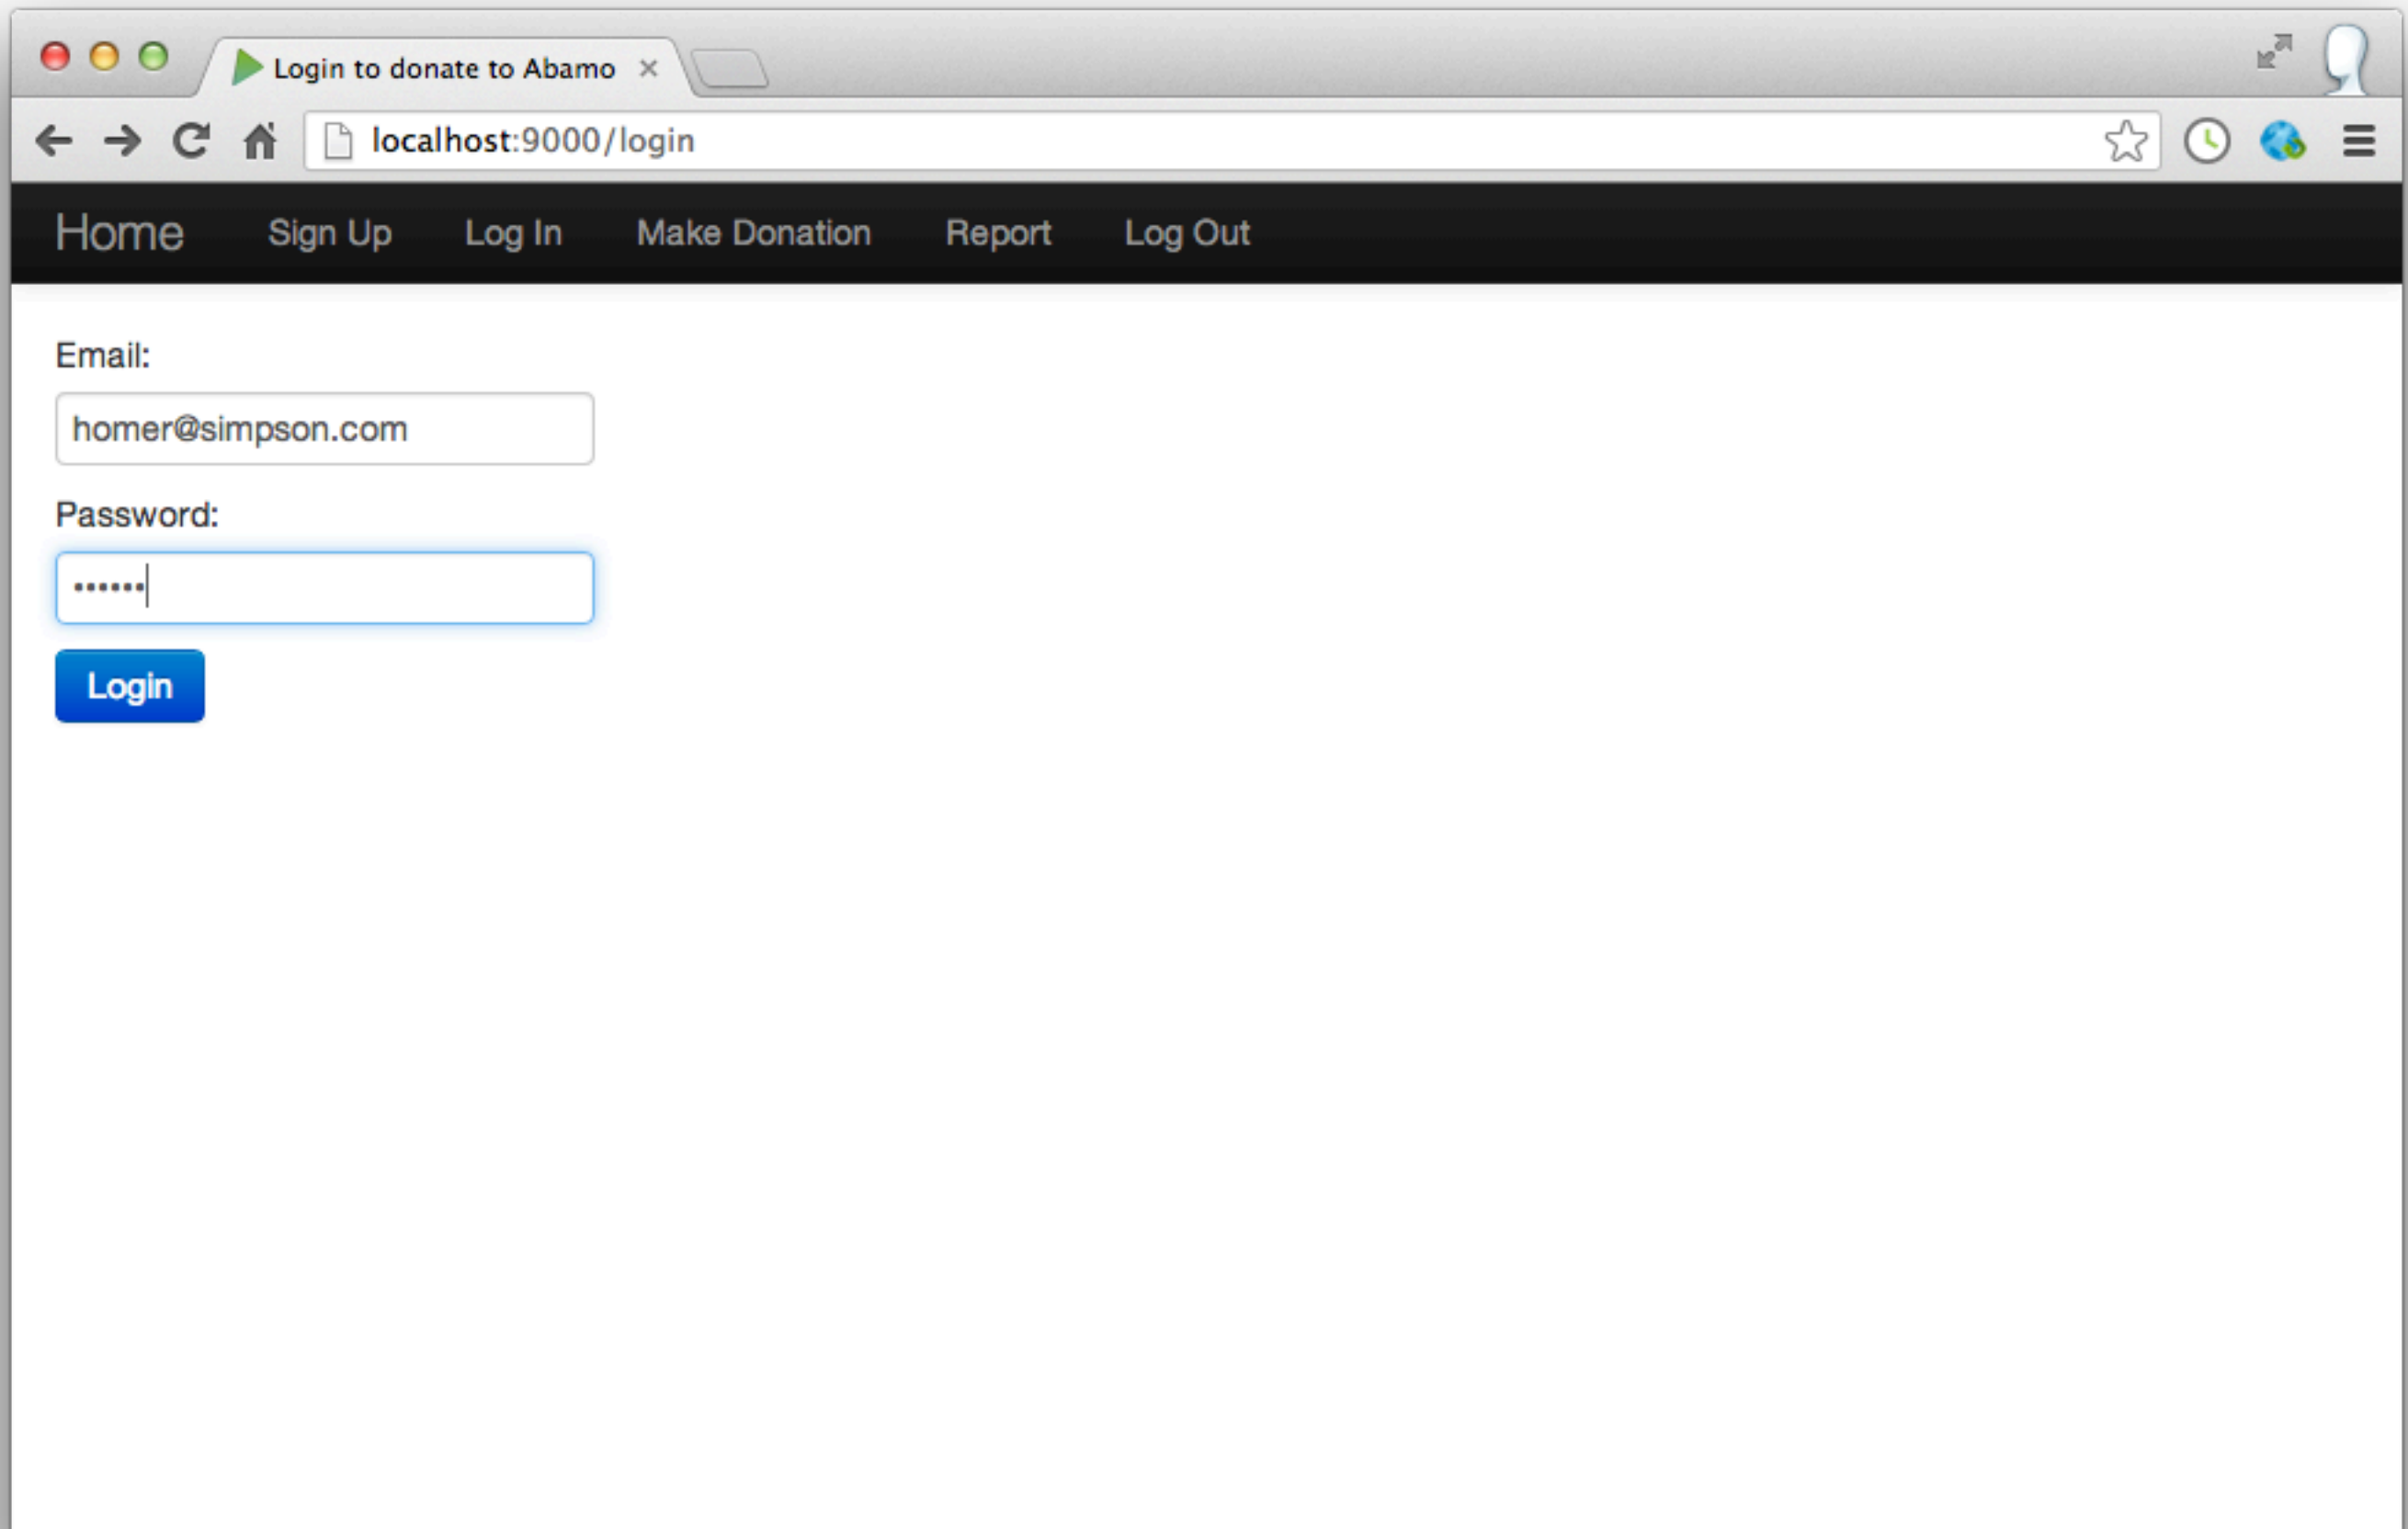 Login to donate to Abamo
localhost:9000/login
Home Sign Up Log In Make Donation Report Log Out
Email:
homer@simpson.com
Password:
••••••
Login